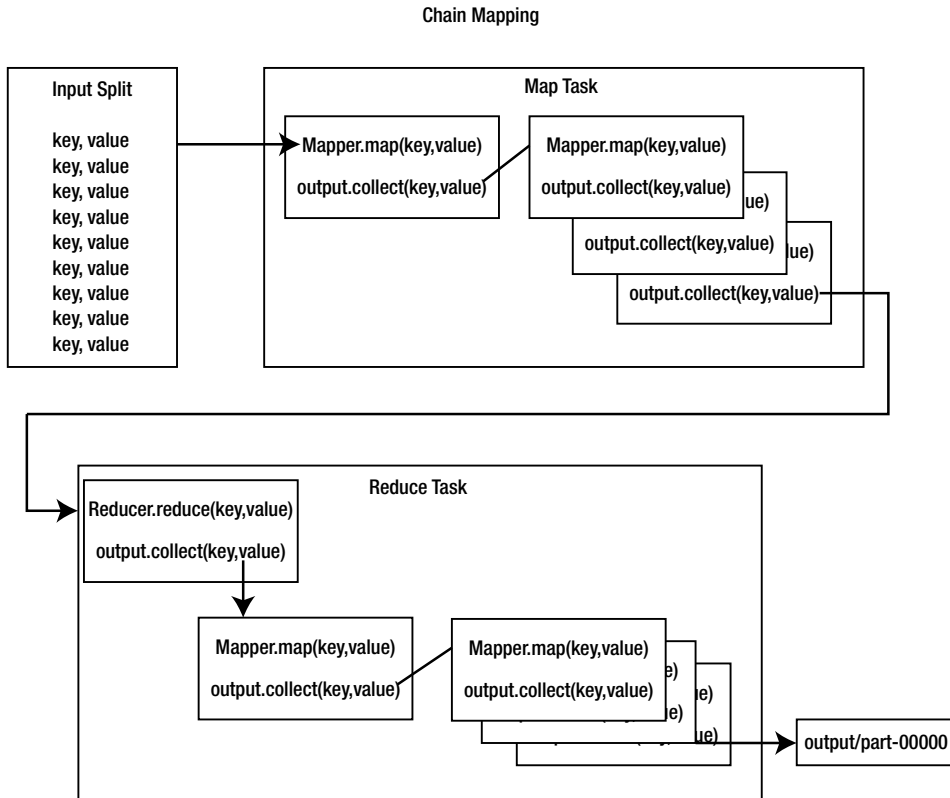 Chain Mapping
Input Split
key, value
key, value
key, value
key, value
key, value
key, value
key, value
key, value
key, value
Map Task
Mapper.map(key,value)
output.collect(key,value)
Mapper.map(key,value)
output.collect(key,value)
output.collect(key,value)
output.collect(key,value)
Reduce Task
Reducer.reduce(key,value)
output.collect(key,value)
Mapper.map(key,value)
output.collect(key,value)
Mapper.map(key,value)
output.collect(key,value)
output/part-00000